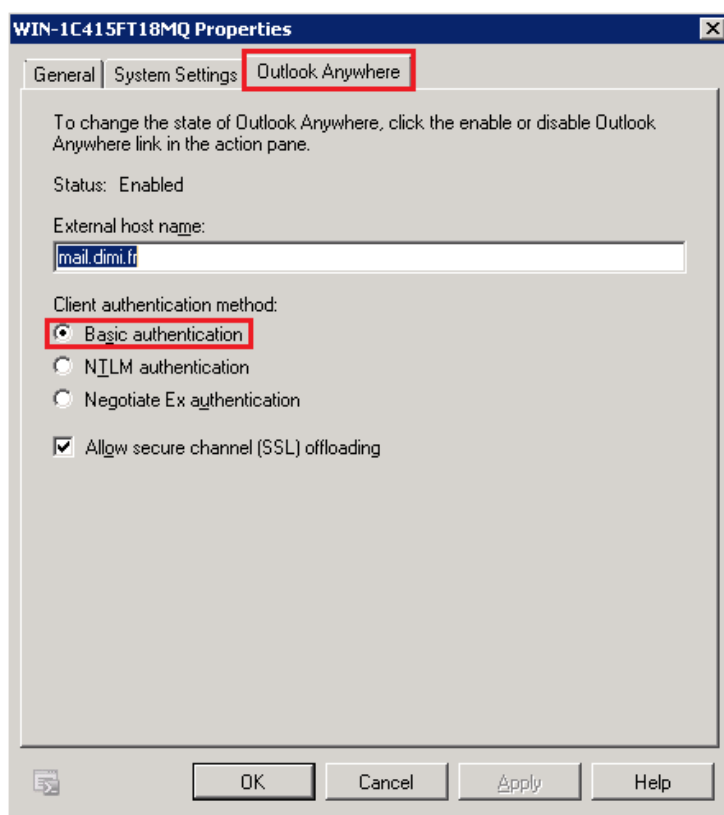 WIN-1C415FT18MQ Properties
General System Settings Outlook Anywhere
To change the state of Outlook Anywhere, click the enable or disable Outlook
Anywhere link in the action pane.
Status: Enabled
External host name:
mail.dimi.fr
Client authentication method:
Basic authentication
NTLM authentication
Negotiate Ex authentication
Allow secure channel (SSL) offloading
OK Cancel Apply Help